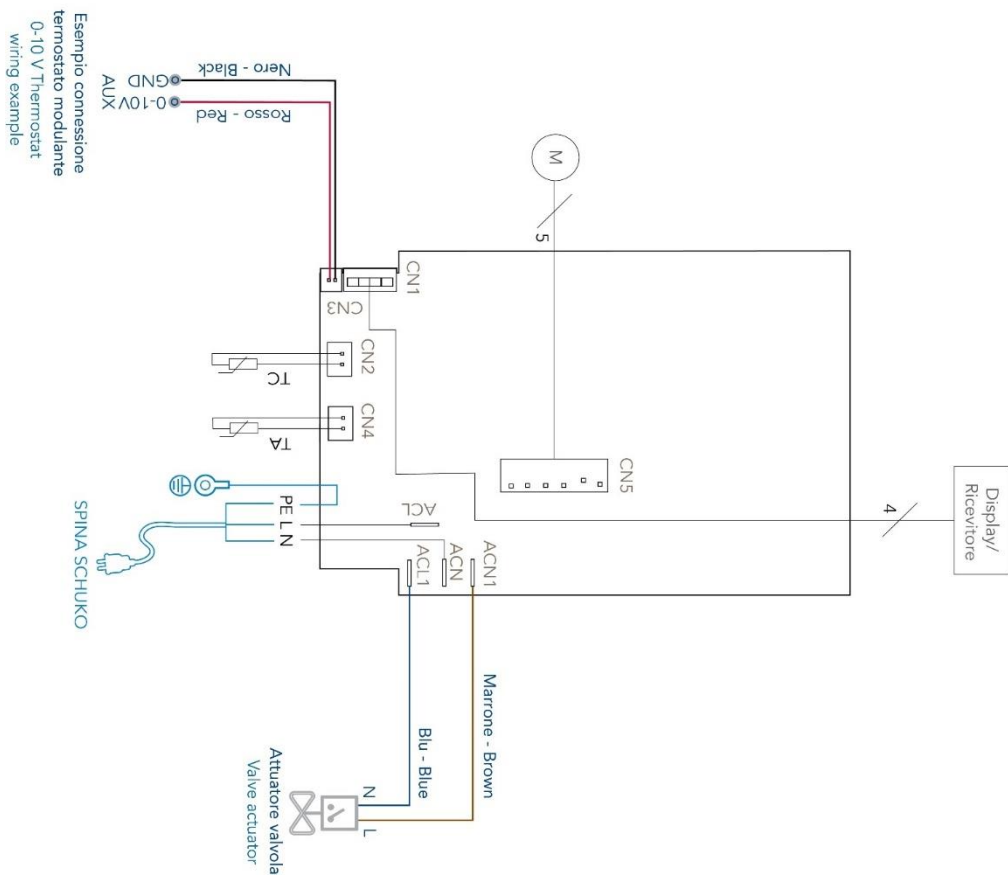 Esempio connessione
termostato modulante
0-10 V Thermostat
wiring example
GND
0-10V
AUX
Nero - Black
Rosso - Red
M
5
CN1
CN3
CN2
TC
CN4
TA
CN5
Display/
Ricevitore
4
PE L N
SPINA SCHUKO
ACL
ACL1
ACN
ACN1
Marrone - Brown
Blu - Blue
N
L
Attuatore valvola
Valve actuator